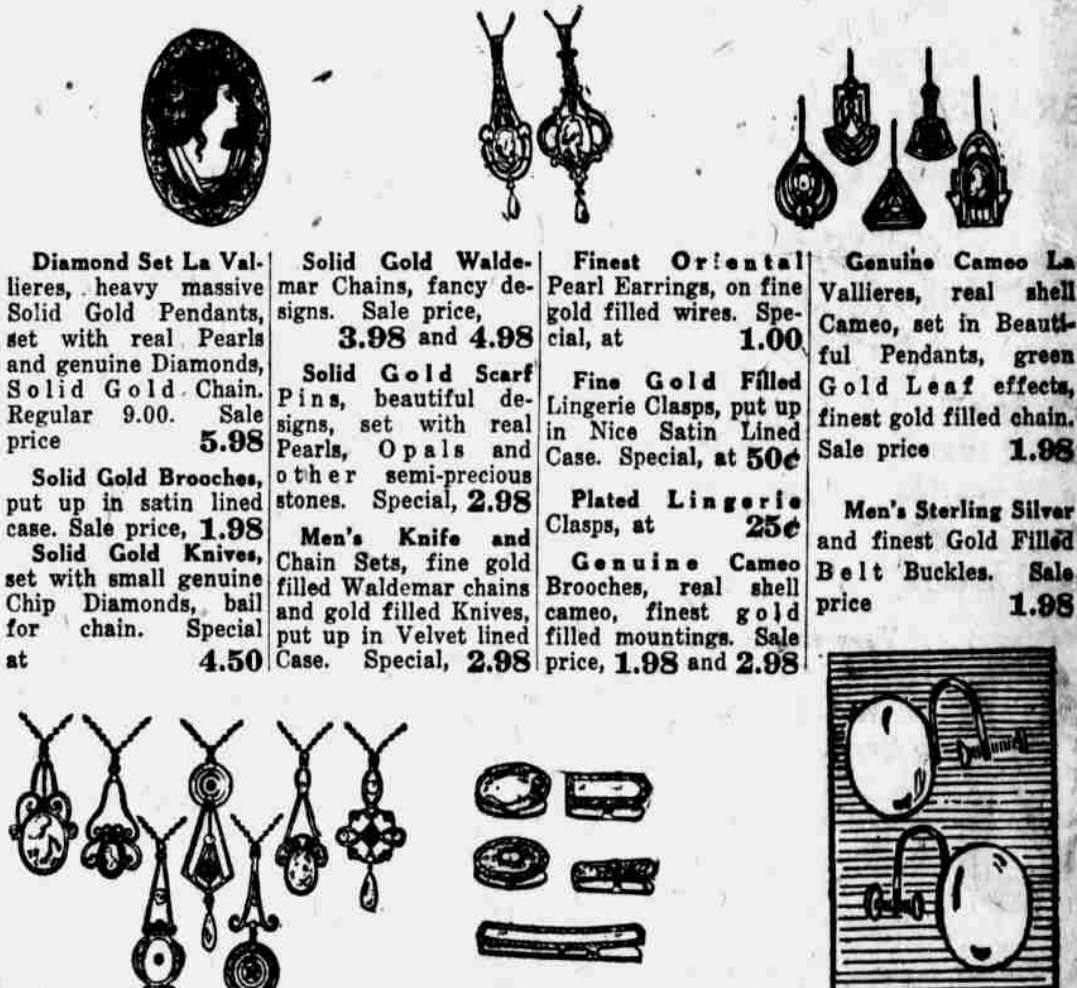 Diamond Set La Val-
lieres, heavy massive
Solid Gold Pendants,
set with real Pearls
and genuine Diamonds,
Solid Gold Chain.
Regular 9.00. Sale
price 5.98
Solid Gold Brooches,
put up in satin lined
case. Sale price, 1.98
Solid Gold Knives,
set with small genuine
Chip Diamonds, bail
for chain. Special
at 4.50
Solid Gold Walde-
mar Chains, fancy de-
signs. Sale price,
3.98 and 4.98
Solid Gold Scarf
Pins, beautiful de-
signs, set with real
Pearls, Opals and
other semi-precious
stones. Special, 2.98
Men's Knife and
Chain Sets, fine gold
filled Waldemar chains
and gold filled Knives,
put up in Velvet lined
Case. Special, 2.98
Finest Oriental
Pearl Earrings, on fine
gold filled wires. Spe-
cial, at 1.00
Fine Gold Filled
Lingerie Clasps, put up
in Nice Satin Lined
Case. Special, at 50¢
Plated Lingerie
Clasps, at 25¢
Genuine Cameo
Brooches, real shell
cameo, finest gold
filled mountings. Sale
price, 1.98 and 2.98
Genuine Cameo La
Vallieres, real shell
Cameo, set in Beauti-
ful Pendants, green
Gold Leaf effects,
finest gold filled chain.
Sale price 1.98
Men's Sterling Silver
and finest Gold Filled
Belt Buckles. Sale
price 1.98